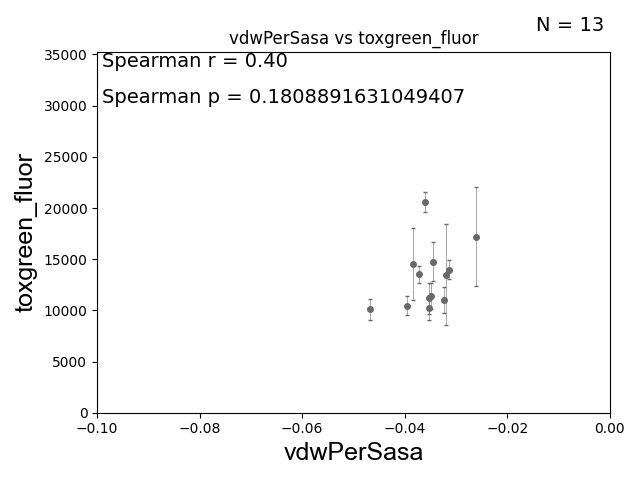 N = 13
vdwPerSasa vs toxgreen_fluor
Spearman r = 0.40
Spearman p = 0.1808891631049407
35000
30000
25000
20000
15000
10000
5000
0
toxgreen_fluor
−0.10
−0.08
−0.06
−0.04
−0.02
0.00
vdwPerSasa